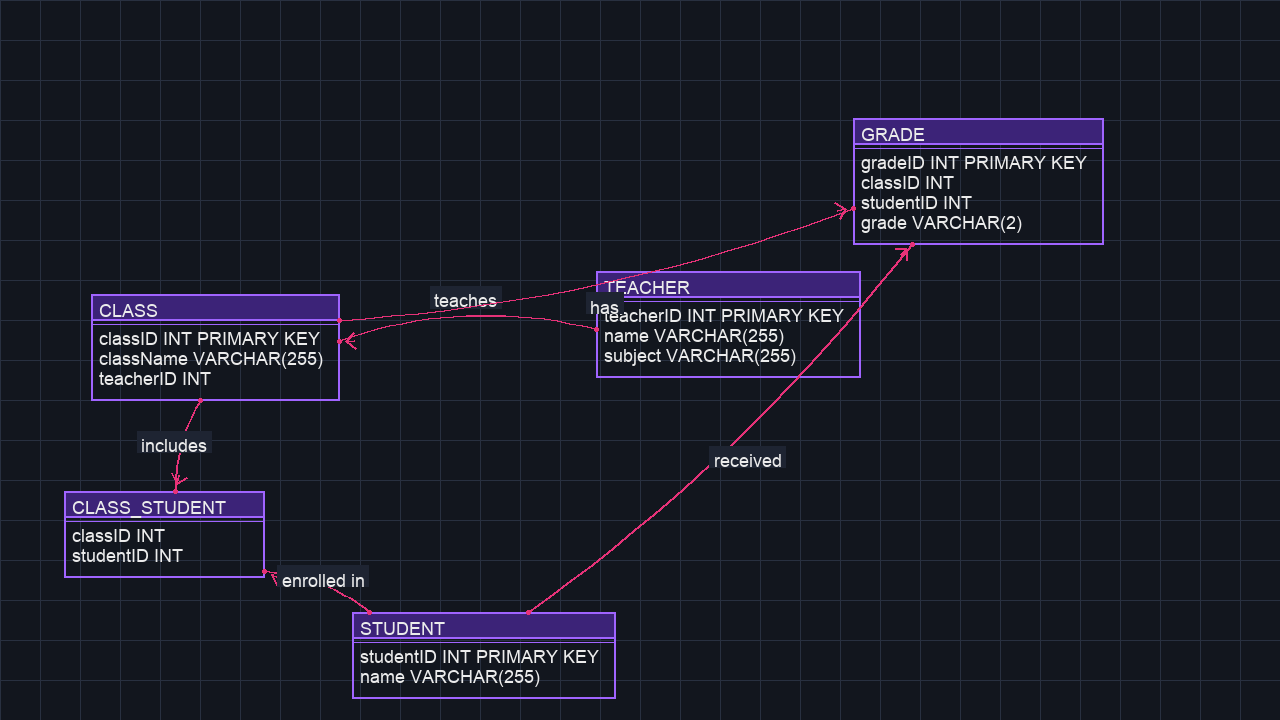 GRADE
gradeID INT PRIMARY KEY
classID INT
studentID INT
grade VARCHAR(2)
TEACHER
teacherID INT PRIMARY KEY
name VARCHAR(255)
subject VARCHAR(255)
teaches
has
CLASS
classID INT PRIMARY KEY
className VARCHAR(255)
teacherID INT
includes
received
CLASS_STUDENT
classID INT
studentID INT
enrolled in
STUDENT
studentID INT PRIMARY KEY
name VARCHAR(255)